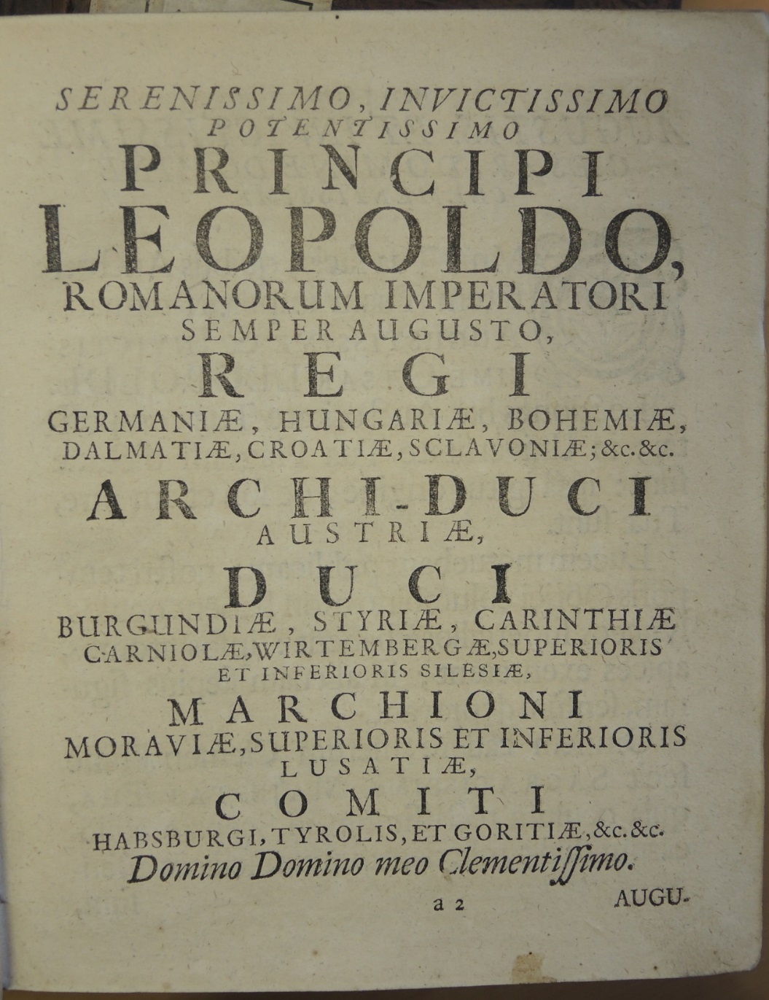 SERENISSIMO, INVICTISSIMO
POTENTISSIMO
PRINCIPI
LEOPOLDO,
ROMANORUM IMPERATORI
SEMPER AUGUSTO,
REGI
GERMANIÆ, HUNGARIÆ, BOHEMIÆ,
DALMATIÆ, CROATIÆ, SCLAVONIÆ; &c. &c.
ARCHI-DUCI
AUSTRIÆ,
DUCI
BURGUNDIÆ, STYRIÆ, CARINTHIÆ
CARNIOLÆ, WIRTEMBERGÆ, SUPERIORIS
ET INFERIORIS SILESIÆ,
MARCHIONI
MORAVIÆ, SUPERIORIS ET INFERIORIS
LUSATIÆ,
COMITI
HABSBURGI, TYROLIS, ET GORITIÆ, &c. &c.
Domino Domino meo Clementiſſimo.
a 2 AUGU-